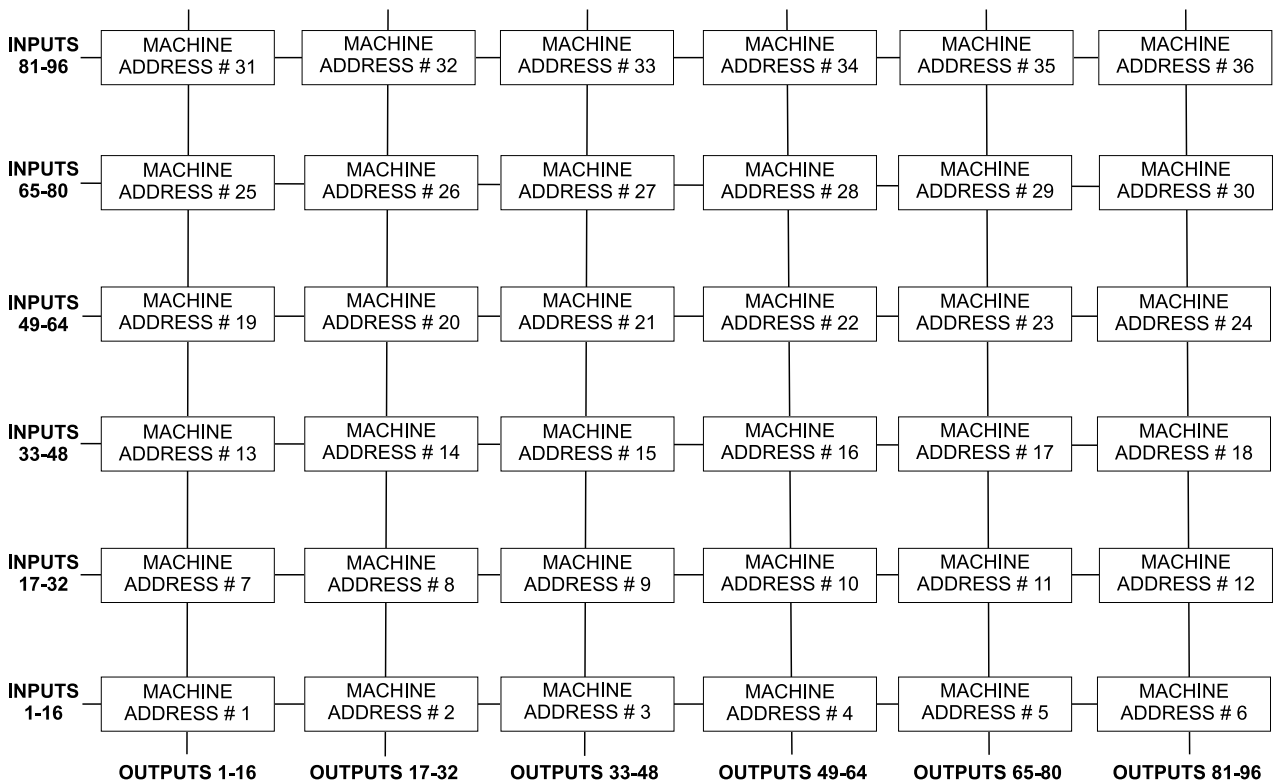 INPUTS
81-96
MACHINE
ADDRESS # 31
MACHINE
ADDRESS # 32
MACHINE
ADDRESS # 33
MACHINE
ADDRESS # 34
MACHINE
ADDRESS # 35
MACHINE
ADDRESS # 36
INPUTS
65-80
MACHINE
ADDRESS # 25
MACHINE
ADDRESS # 26
MACHINE
ADDRESS # 27
MACHINE
ADDRESS # 28
MACHINE
ADDRESS # 29
MACHINE
ADDRESS # 30
INPUTS
49-64
MACHINE
ADDRESS # 19
MACHINE
ADDRESS # 20
MACHINE
ADDRESS # 21
MACHINE
ADDRESS # 22
MACHINE
ADDRESS # 23
MACHINE
ADDRESS # 24
INPUTS
33-48
MACHINE
ADDRESS # 13
MACHINE
ADDRESS # 14
MACHINE
ADDRESS # 15
MACHINE
ADDRESS # 16
MACHINE
ADDRESS # 17
MACHINE
ADDRESS # 18
INPUTS
17-32
MACHINE
ADDRESS # 7
MACHINE
ADDRESS # 8
MACHINE
ADDRESS # 9
MACHINE
ADDRESS # 10
MACHINE
ADDRESS # 11
MACHINE
ADDRESS # 12
INPUTS
1-16
MACHINE
ADDRESS # 1
MACHINE
ADDRESS # 2
MACHINE
ADDRESS # 3
MACHINE
ADDRESS # 4
MACHINE
ADDRESS # 5
MACHINE
ADDRESS # 6
OUTPUTS 1-16
OUTPUTS 17-32
OUTPUTS 33-48
OUTPUTS 49-64
OUTPUTS 65-80
OUTPUTS 81-96